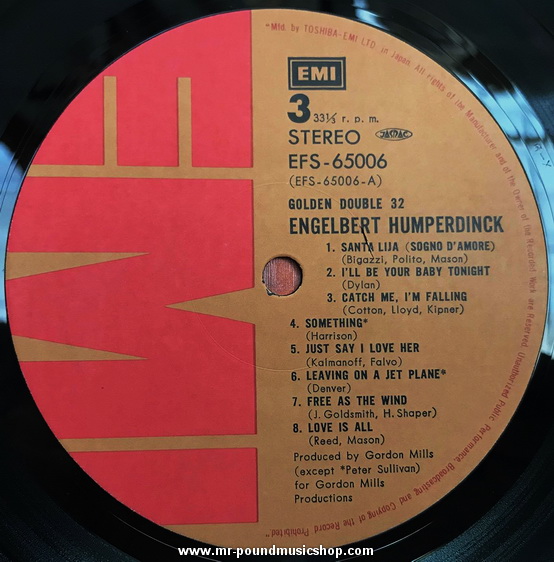 "Mfd. by TOSHIBA-EMI LTD. in Japan. All rights of the Manufacturer and of the Owner of the Recorded Work are Reserved. Unauthorized Public Performance, Broadcasting and Copying of the Record Prohibited"
EMI
EMI
3 33⅓ r. p. m.
STEREO JASRAC
EFS-65006
(EFS-65006-A)
GOLDEN DOUBLE 32
ENGELBERT HUMPERDINCK
1. SANTA LIJA (SOGNO D'AMORE)
(Bigazzi, Polito, Mason)
2. I'LL BE YOUR BABY TONIGHT
(Dylan)
3. CATCH ME, I'M FALLING
(Cotton, Lloyd, Kipner)
4. SOMETHING*
(Harrison)
5. JUST SAY I LOVE HER
(Kalmanoff, Falvo)
6. LEAVING ON A JET PLANE*
(Denver)
7. FREE AS THE WIND
(J. Goldsmith, H. Shaper)
8. LOVE IS ALL
(Reed, Mason)
Produced by Gordon Mills
(except *Peter Sullivan)
for Gordon Mills
Productions
www.mr-poundmusicshop.com